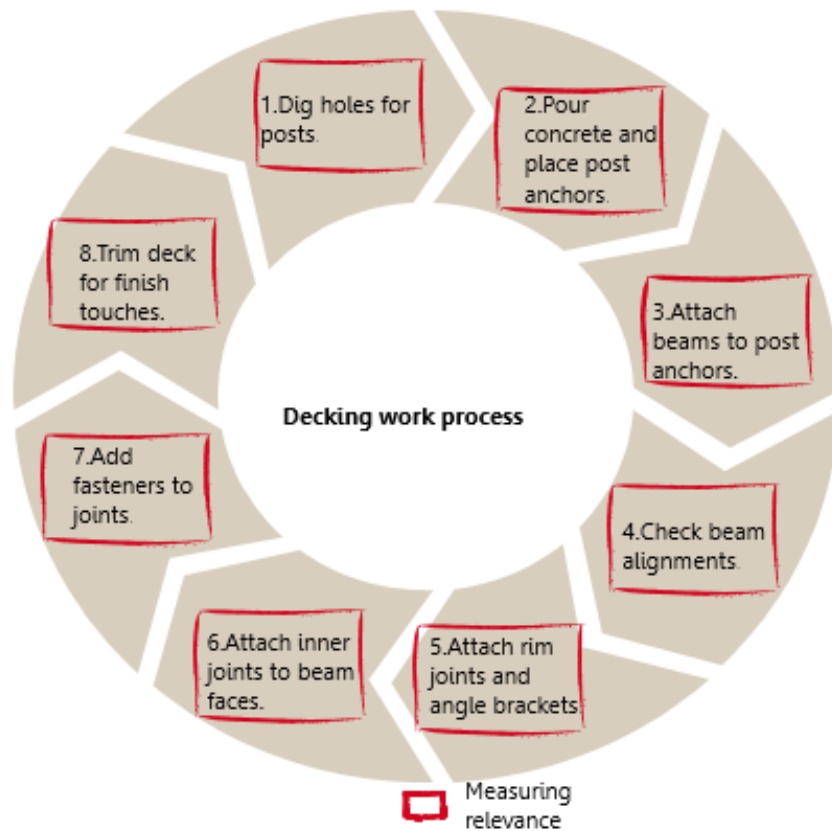 1.Dig holes for
posts.
2.Pour
concrete and
place post
anchors.
3.Attach
beams to post
anchors.
4.Check beam
alignments.
5.Attach rim
joints and
angle brackets
6.Attach inner
joints to beam
faces.
7.Add
fasteners to
joints.
8.Trim deck
for finish
touches.
Decking work process
Measuring
relevance